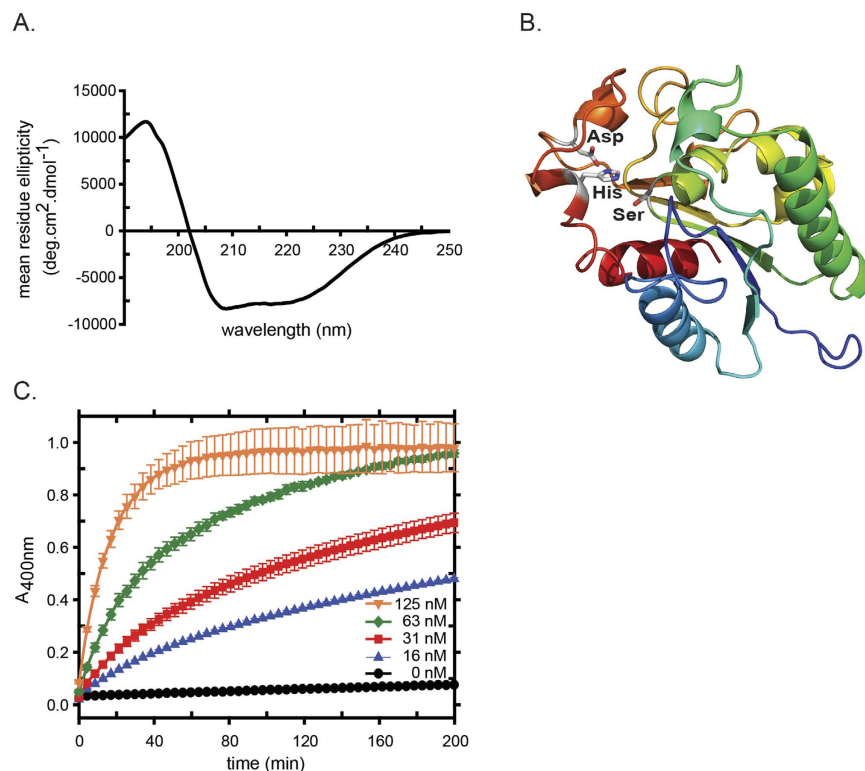 A.
B.
15000
10000
5000
0
-5000
-10000
mean residue ellipticity
(deg.cm2.dmol-1)
200 210 220 230 240 250
wavelength (nm)
Asp
His
Ser
C.
1.0
0.8
0.6
0.4
0.2
0.0
A400nm
125 nM
63 nM
31 nM
16 nM
0 nM
0 40 80 120 160 200
time (min)